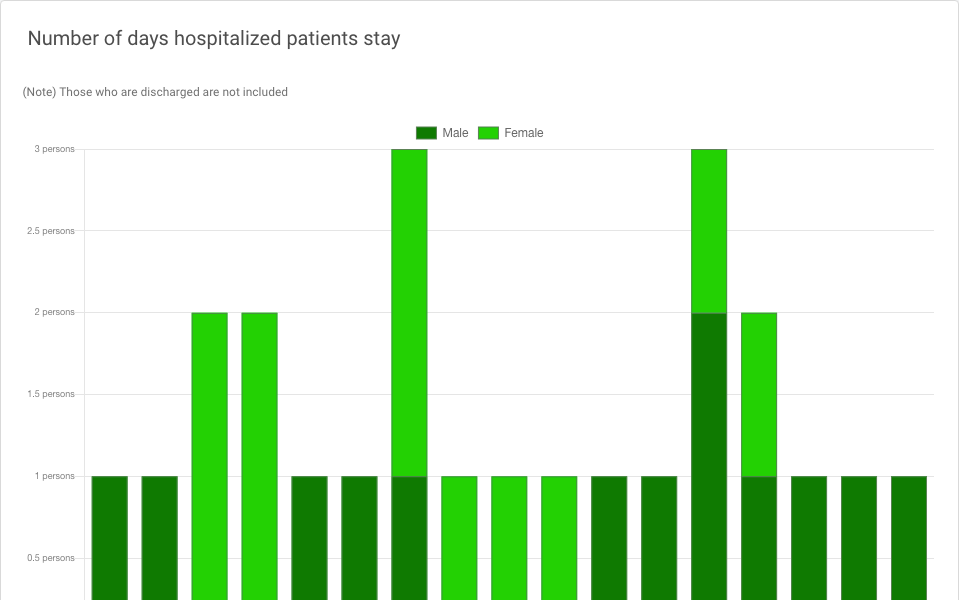 Number of days hospitalized patients stay
(Note) Those who are discharged are not included
Male Female
3 persons
2.5 persons
2 persons
1.5 persons
1 persons
0.5 persons